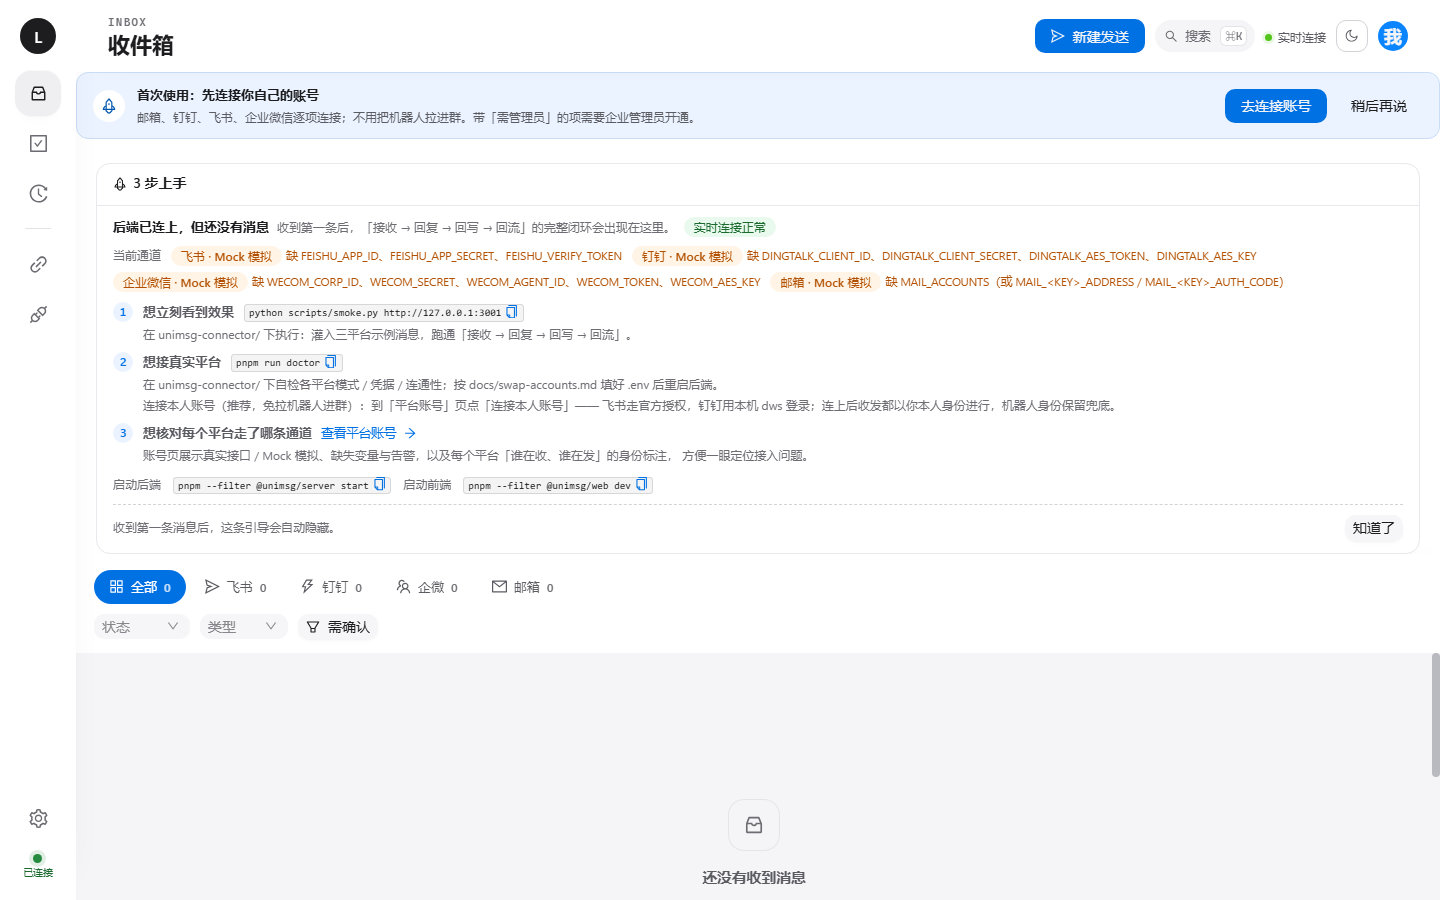 L
INBOX
收件箱
新建发送
搜索 ⌘K
实时连接
我
首次使用：先连接你自己的账号
邮箱、钉钉、飞书、企业微信逐项连接；不用把机器人拉进群。带「需管理员」的项需要企业管理员开通。
去连接账号
稍后再说
3 步上手
后端已连上，但还没有消息 收到第一条后，「接收 → 回复 → 回写 → 回流」的完整闭环会出现在这里。 实时连接正常
当前通道 飞书 · Mock 模拟 缺 FEISHU_APP_ID、FEISHU_APP_SECRET、FEISHU_VERIFY_TOKEN 钉钉 · Mock 模拟 缺 DINGTALK_CLIENT_ID、DINGTALK_CLIENT_SECRET、DINGTALK_AES_TOKEN、DINGTALK_AES_KEY
企业微信 · Mock 模拟 缺 WECOM_CORP_ID、WECOM_SECRET、WECOM_AGENT_ID、WECOM_TOKEN、WECOM_AES_KEY 邮箱 · Mock 模拟 缺 MAIL_ACCOUNTS（或 MAIL_<KEY>_ADDRESS / MAIL_<KEY>_AUTH_CODE）
1 想立刻看到效果 python scripts/smoke.py http://127.0.0.1:3001
在 unimsg-connector/ 下执行：灌入三平台示例消息，跑通「接收 → 回复 → 回写 → 回流」。
2 想接真实平台 pnpm run doctor
在 unimsg-connector/ 下自检各平台模式 / 凭据 / 连通性；按 docs/swap-accounts.md 填好 .env 后重启后端。
连接本人账号（推荐，免拉机器人进群）：到「平台账号」页点「连接本人账号」—— 飞书走官方授权，钉钉用本机 dws 登录；连上后收发都以你本人身份进行，机器人身份保留兜底。
3 想核对每个平台走了哪条通道 查看平台账号 →
账号页展示真实接口 / Mock 模拟、缺失变量与告警，以及每个平台「谁在收、谁在发」的身份标注， 方便一眼定位接入问题。
启动后端 pnpm --filter @unimsg/server start 启动前端 pnpm --filter @unimsg/web dev
收到第一条消息后，这条引导会自动隐藏。
知道了
全部 0 飞书 0 钉钉 0 企微 0 邮箱 0
状态 类型 需确认
还没有收到消息
已连接